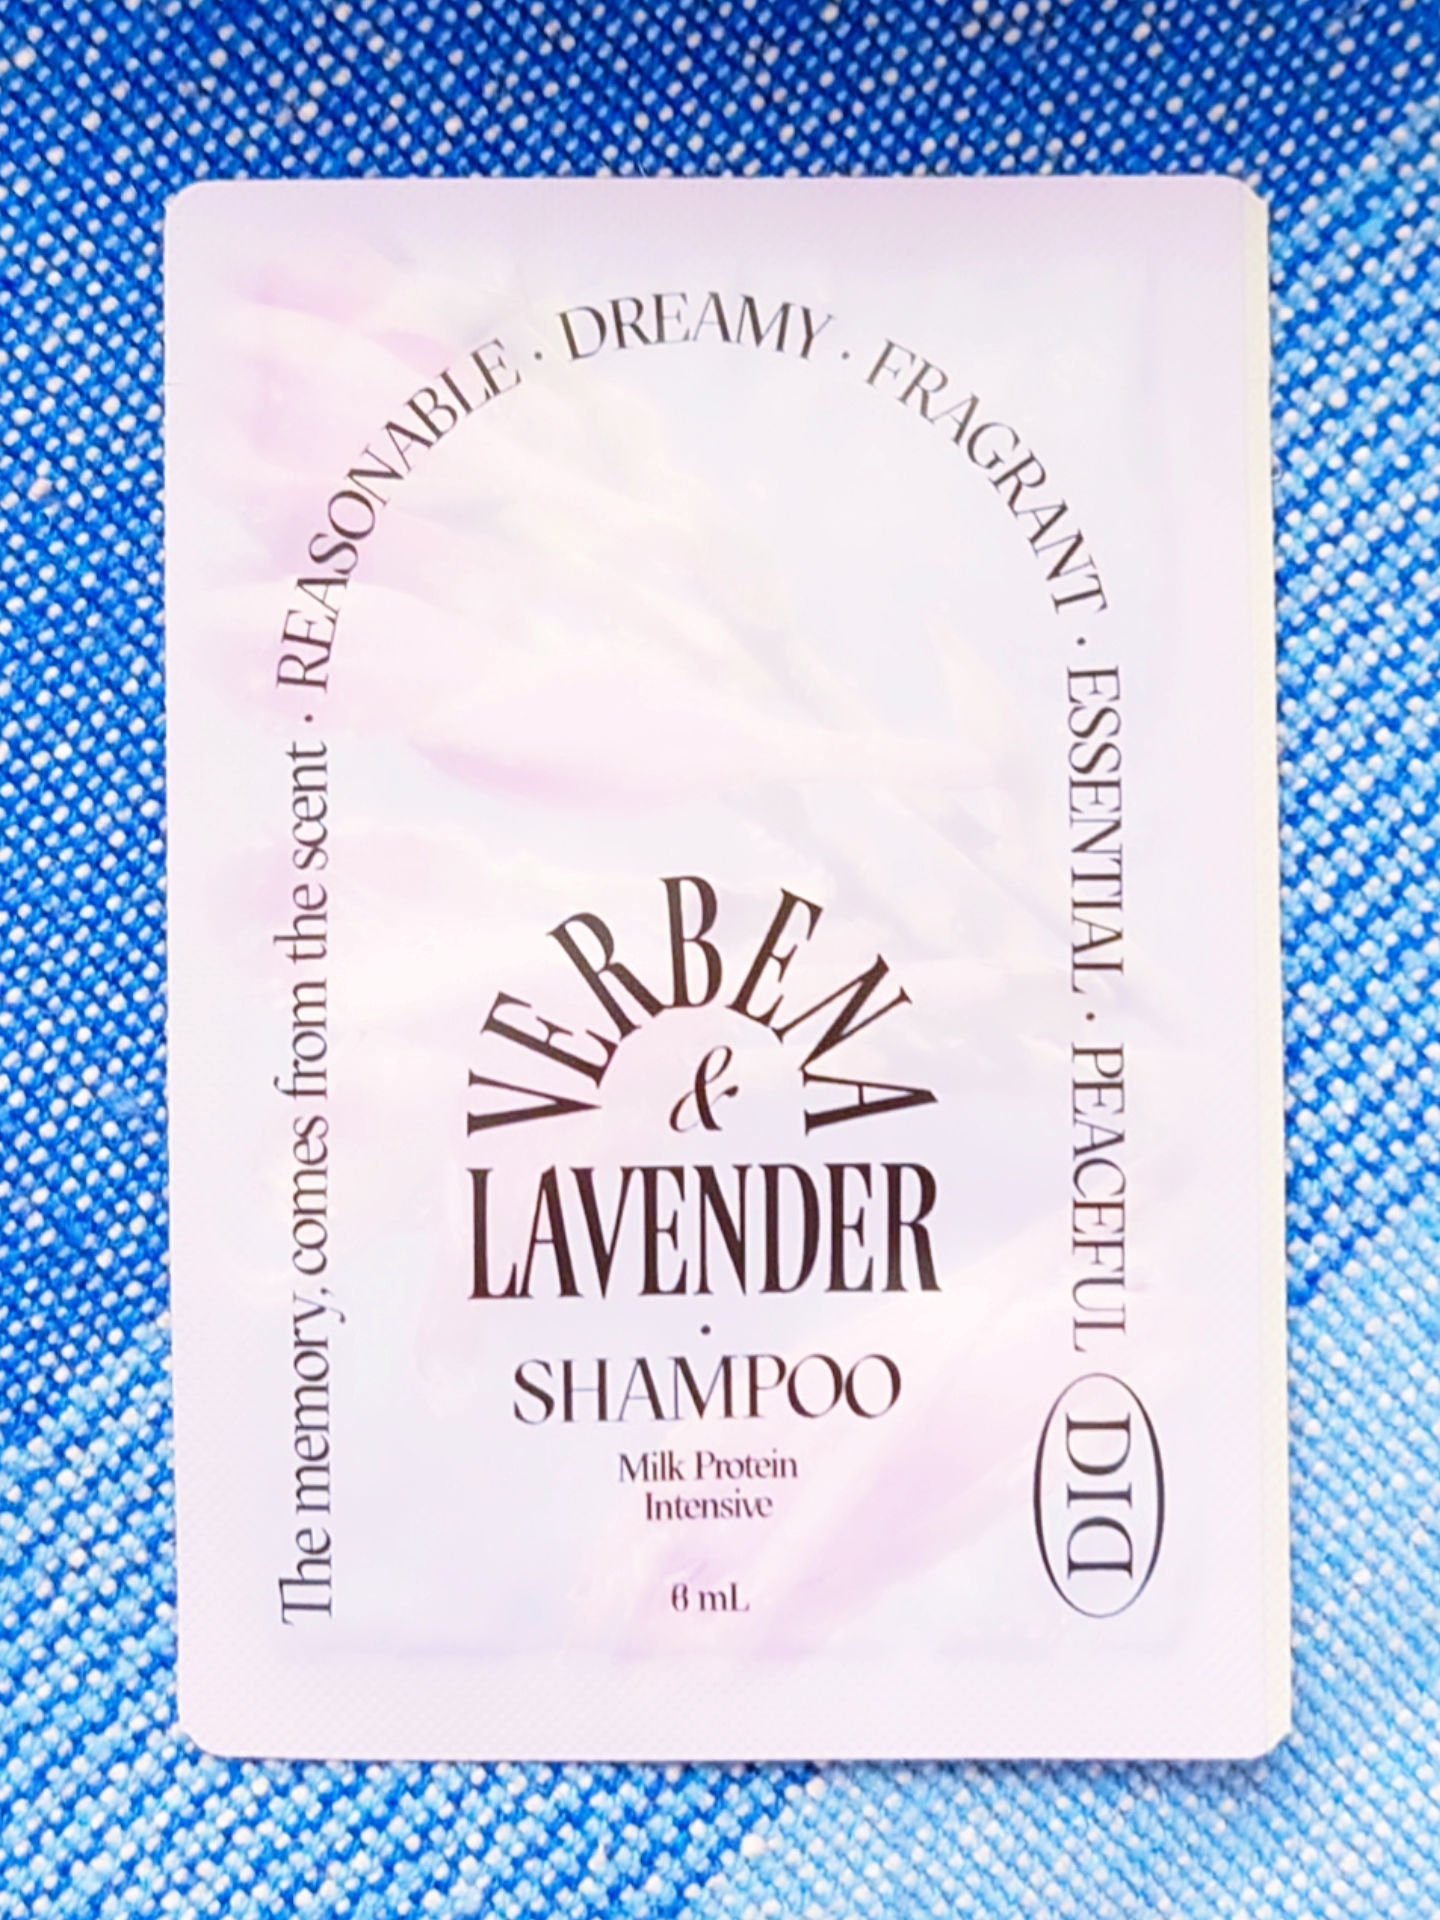 The memory, comes from the scent · REASONABLE · DREAMY · FRAGRANT · ESSENTIAL · PEACEFUL
DID
VERBENA
&
LAVENDER
·
SHAMPOO
Milk Protein
Intensive
6 mL